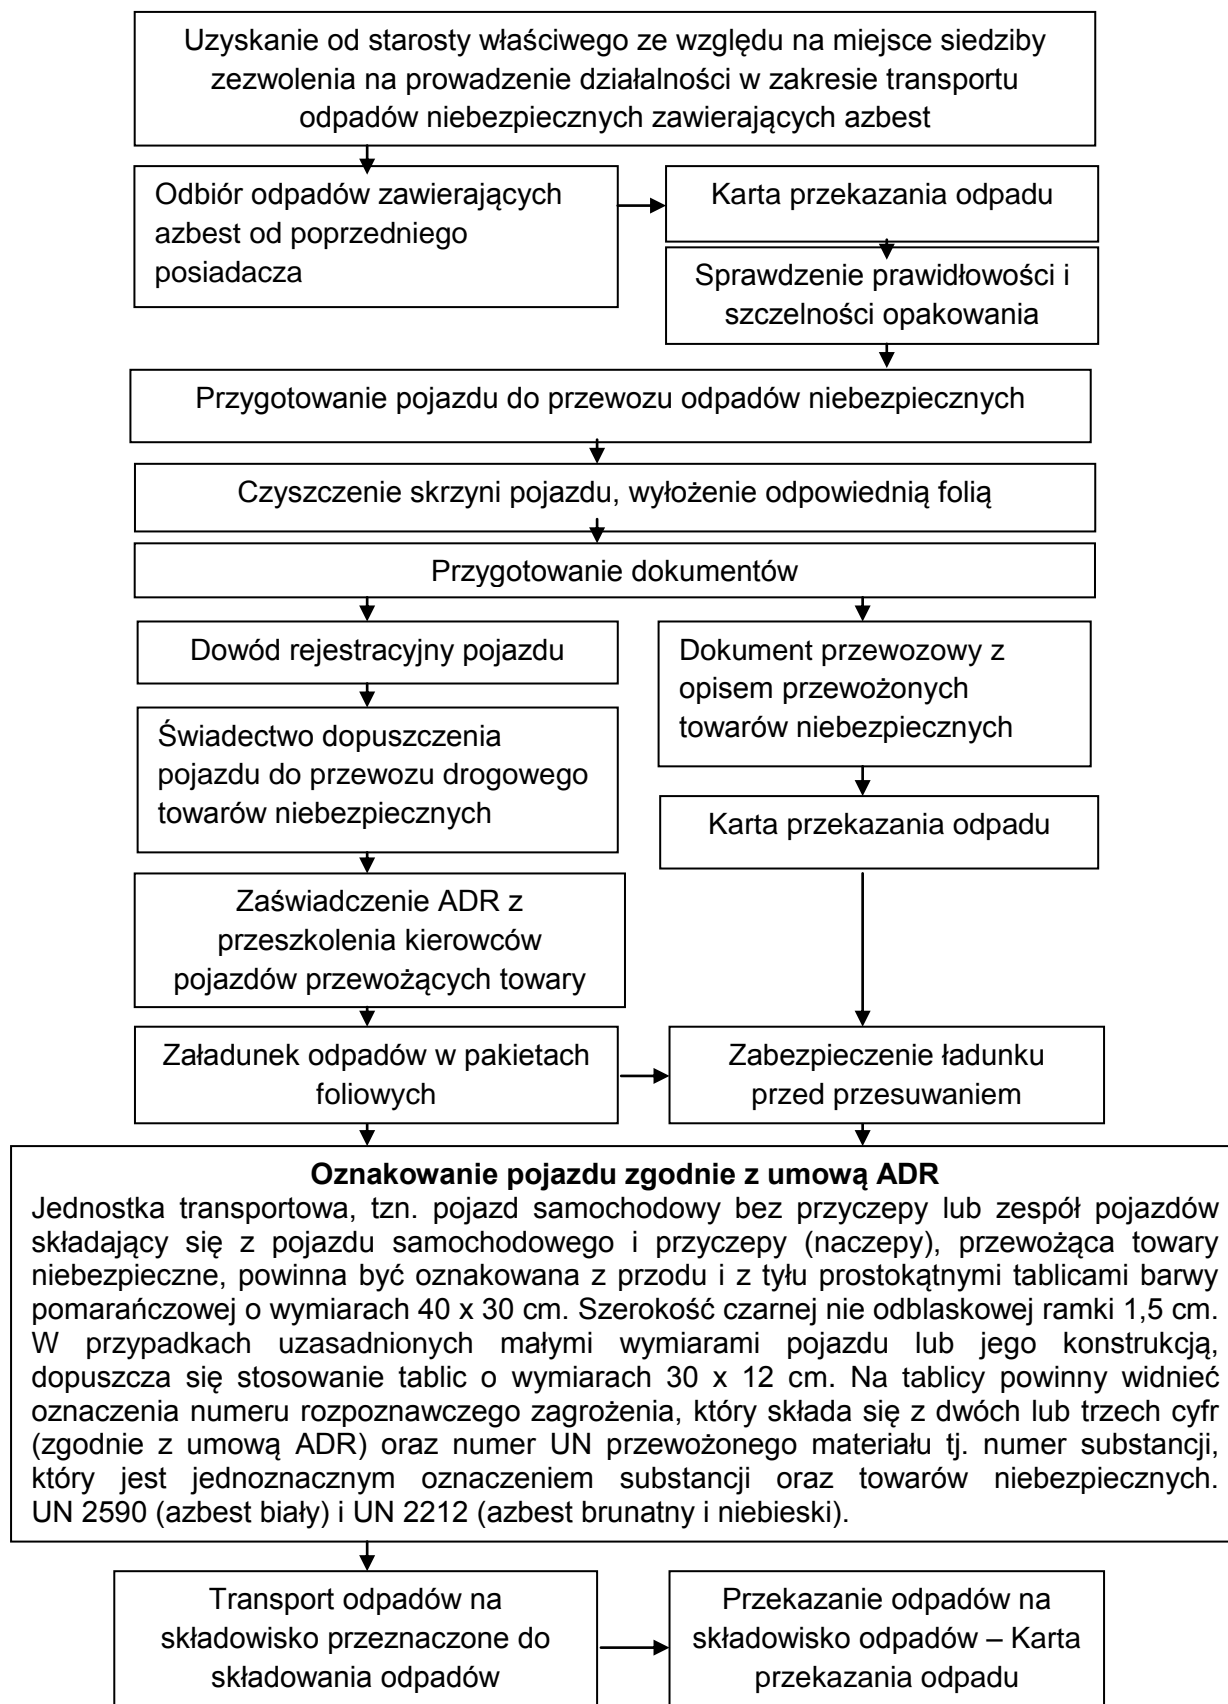 Uzyskanie od starosty właściwego ze względu na miejsce siedziby
zezwolenia na prowadzenie działalności w zakresie transportu
odpadów niebezpiecznych zawierających azbest
Odbiór odpadów zawierających
azbest od poprzedniego
posiadacza
Karta przekazania odpadu
Sprawdzenie prawidłowości i
szczelności opakowania
Przygotowanie pojazdu do przewozu odpadów niebezpiecznych
Czyszczenie skrzyni pojazdu, wyłożenie odpowiednią folią
Przygotowanie dokumentów
Dowód rejestracyjny pojazdu
Świadectwo dopuszczenia
pojazdu do przewozu drogowego
towarów niebezpiecznych
Zaświadczenie ADR z
przeszkolenia kierowców
pojazdów przewożących towary
Dokument przewozowy z
opisem przewożonych
towarów niebezpiecznych
Karta przekazania odpadu
Załadunek odpadów w pakietach
foliowych
Zabezpieczenie ładunku
przed przesuwaniem
Oznakowanie pojazdu zgodnie z umową ADR
Jednostka transportowa, tzn. pojazd samochodowy bez przyczepy lub zespół pojazdów
składający się z pojazdu samochodowego i przyczepy (naczepy), przewożąca towary
niebezpieczne, powinna być oznakowana z przodu i z tyłu prostokątnymi tablicami barwy
pomarańczowej o wymiarach 40 x 30 cm. Szerokość czarnej nie odblaskowej ramki 1,5 cm.
W przypadkach uzasadnionych małymi wymiarami pojazdu lub jego konstrukcją,
dopuszcza się stosowanie tablic o wymiarach 30 x 12 cm. Na tablicy powinny widnieć
oznaczenia numeru rozpoznawczego zagrożenia, który składa się z dwóch lub trzech cyfr
(zgodnie z umową ADR) oraz numer UN przewożonego materiału tj. numer substancji,
który jest jednoznacznym oznaczeniem substancji oraz towarów niebezpiecznych.
UN 2590 (azbest biały) i UN 2212 (azbest brunatny i niebieski).
Transport odpadów na
składowisko przeznaczone do
składowania odpadów
Przekazanie odpadów na
składowisko odpadów – Karta
przekazania odpadu